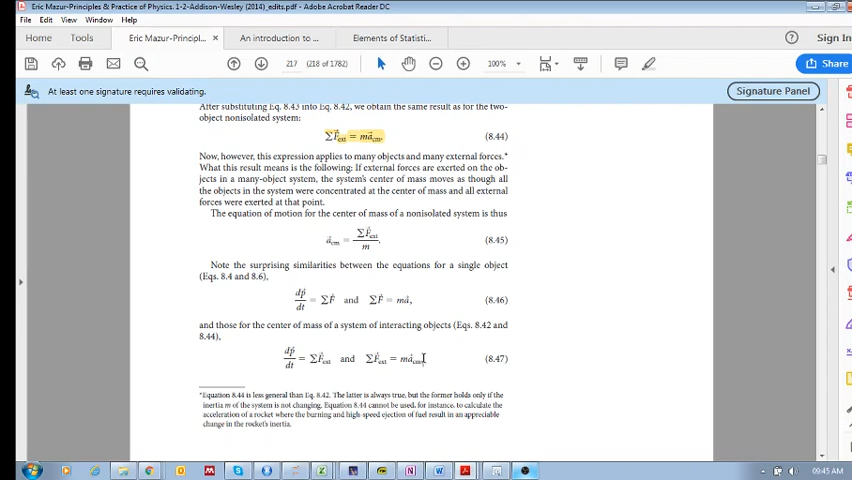 Eric Mazur-Principles & Practice of Physics. 1-2-Addison-Wesley (2014)_edits.pdf - Adobe Acrobat Reader DC
File Edit View Window Help
Home Tools Eric Mazur-Principl... × An introduction to ... Elements of Statisti... Sign In
217 (218 of 1782) 100% Share
At least one signature requires validating. Signature Panel
After substituting Eq. 8.43 into Eq. 8.42, we obtain the same result as for the two-
object nonisolated system:
∑F⃗ext = ma⃗cm. (8.44)
Now, however, this expression applies to many objects and many external forces.*
What this result means is the following: If external forces are exerted on the ob-
jects in a many-object system, the system's center of mass moves as though all
the objects in the system were concentrated at the center of mass and all external
forces were exerted at that point.
The equation of motion for the center of mass of a nonisolated system is thus
a⃗cm = ∑F⃗ext / m. (8.45)
Note the surprising similarities between the equations for a single object
(Eqs. 8.4 and 8.6),
dp⃗/dt = ∑F⃗ and ∑F⃗ = ma⃗, (8.46)
and those for the center of mass of a system of interacting objects (Eqs. 8.42 and
8.44),
dp⃗/dt = ∑F⃗ext and ∑F⃗ext = ma⃗cm (8.47)
*Equation 8.44 is less general than Eq. 8.42. The latter is always true, but the former holds only if the
inertia m of the system is not changing. Equation 8.44 cannot be used, for instance, to calculate the
acceleration of a rocket where the burning and high-speed ejection of fuel result in an appreciable
change in the rocket's inertia.
09:45 AM